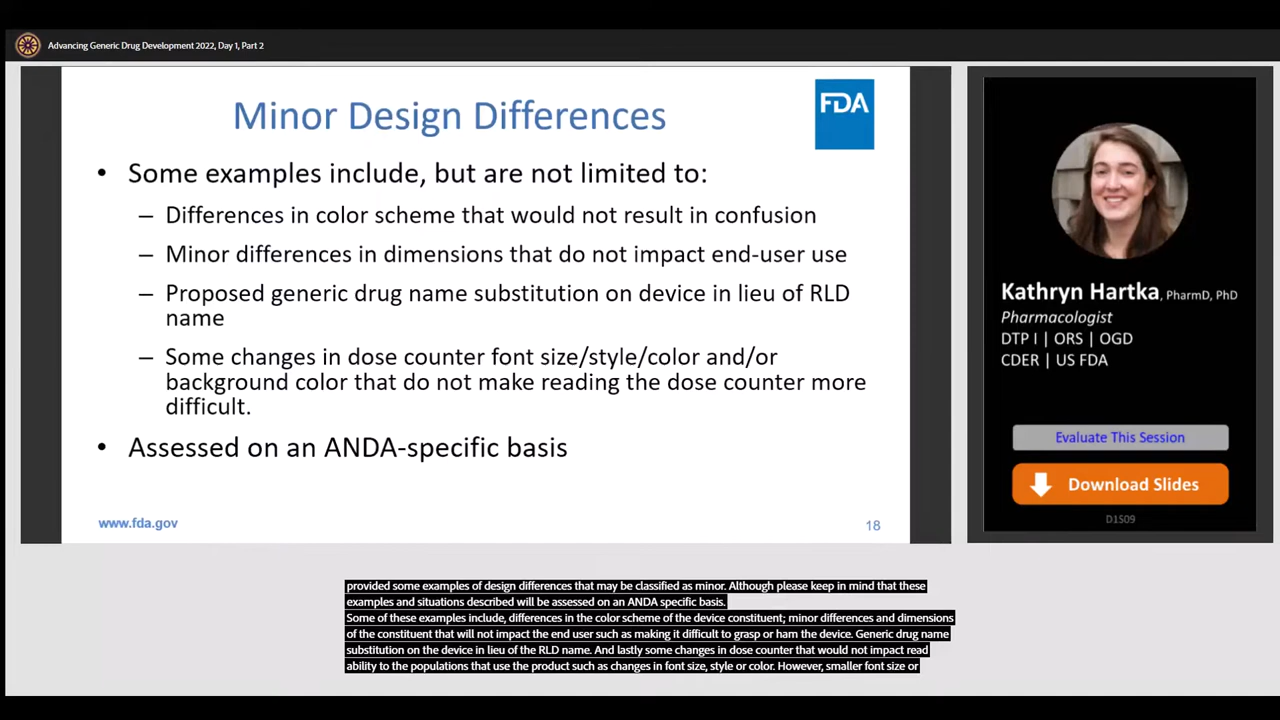 Advancing Generic Drug Development 2022, Day 1, Part 2
Minor Design Differences
FDA
• Some examples include, but are not limited to:
– Differences in color scheme that would not result in confusion
– Minor differences in dimensions that do not impact end-user use
– Proposed generic drug name substitution on device in lieu of RLD
name
– Some changes in dose counter font size/style/color and/or
background color that do not make reading the dose counter more
difficult.
• Assessed on an ANDA-specific basis
www.fda.gov
18
Kathryn Hartka, PharmD, PhD
Pharmacologist
DTP I | ORS | OGD
CDER | US FDA
Evaluate This Session
Download Slides
D1S09
provided some examples of design differences that may be classified as minor. Although please keep in mind that these
examples and situations described will be assessed on an ANDA specific basis.
Some of these examples include, differences in the color scheme of the device constituent; minor differences and dimensions
of the constituent that will not impact the end user such as making it difficult to grasp or ham the device. Generic drug name
substitution on the device in lieu of the RLD name. And lastly some changes in dose counter that would not impact read
ability to the populations that use the product such as changes in font size, style or color. However, smaller font size or